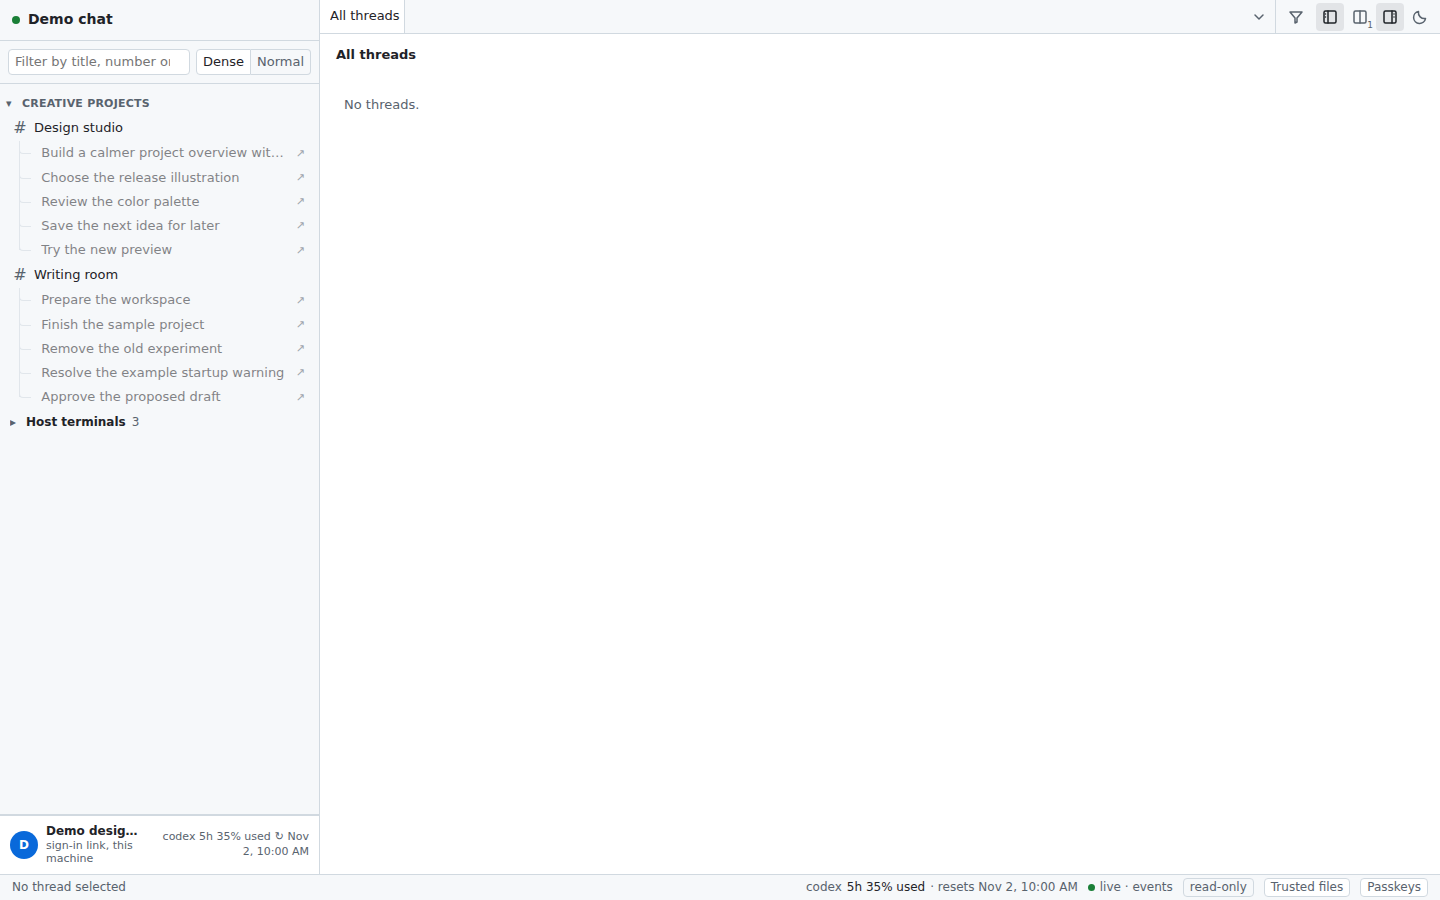 Demo chat
Filter by title, number or
Dense
Normal
CREATIVE PROJECTS
# Design studio
Build a calmer project overview wit…
Choose the release illustration
Review the color palette
Save the next idea for later
Try the new preview
# Writing room
Prepare the workspace
Finish the sample project
Remove the old experiment
Resolve the example startup warning
Approve the proposed draft
Host terminals 3
D
Demo desig…
sign-in link, this
machine
codex 5h 35% used ↻ Nov
2, 10:00 AM
All threads
1
All threads
No threads.
No thread selected
codex 5h 35% used · resets Nov 2, 10:00 AM
live · events
read-only
Trusted files
Passkeys